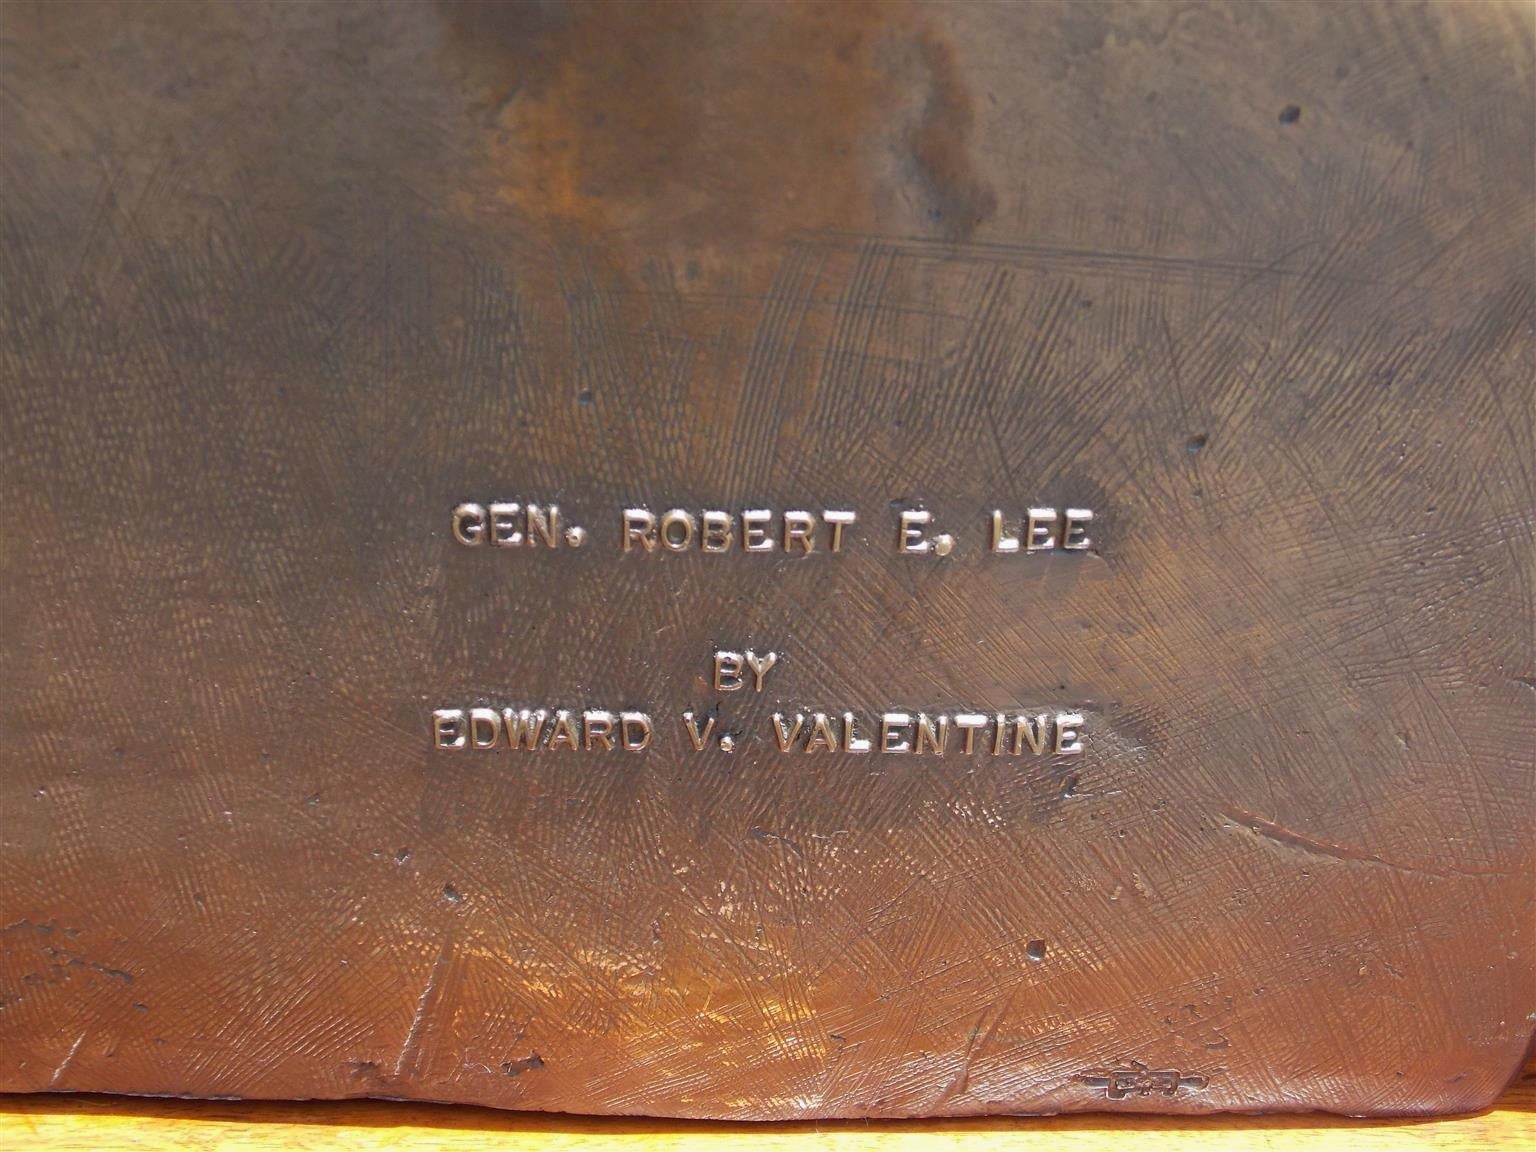 GEN. ROBERT E. LEE
BY
EDWARD V. VALENTINE